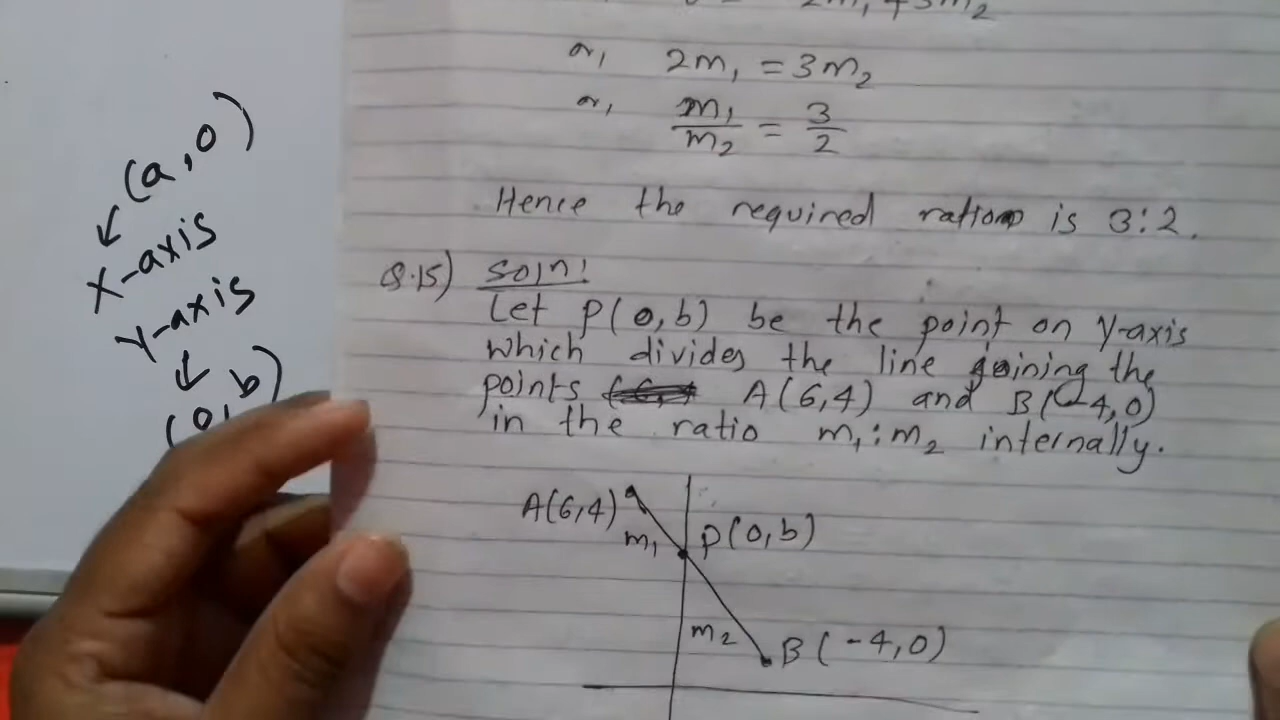 2m₁ + 3m₂
or, 2m₁ = 3m₂
or, m₁/m₂ = 3/2
Hence the required ratio is 3:2.
Q.15) Soln:
Let P(0,b) be the point on Y-axis
which divides the line joining the
points A(6,4) and B(-4,0)
in the ratio m₁:m₂ internally.
A(6,4)
m₁ P(0,b)
m₂ B(-4,0)
(a,0)
X-axis
Y-axis
(0,b)